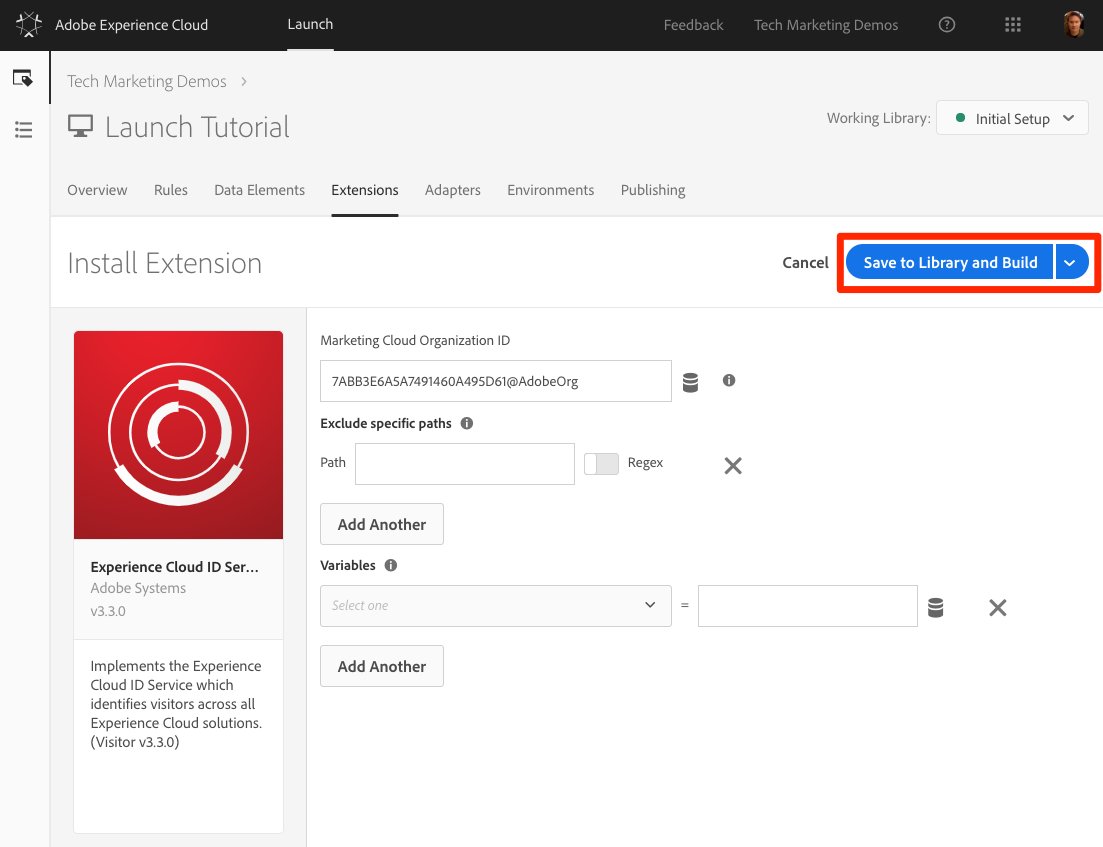 Adobe Experience Cloud
Launch
Feedback
Tech Marketing Demos
Tech Marketing Demos
Launch Tutorial
Working Library:
Initial Setup
Overview
Rules
Data Elements
Extensions
Adapters
Environments
Publishing
Install Extension
Cancel
Save to Library and Build
Marketing Cloud Organization ID
7ABB3E6A5A7491460A495D61@AdobeOrg
Exclude specific paths
Path
Regex
Add Another
Variables
Select one
=
Add Another
Experience Cloud ID Ser...
Adobe Systems
v3.3.0
Implements the Experience
Cloud ID Service which
identifies visitors across all
Experience Cloud solutions.
(Visitor v3.3.0)